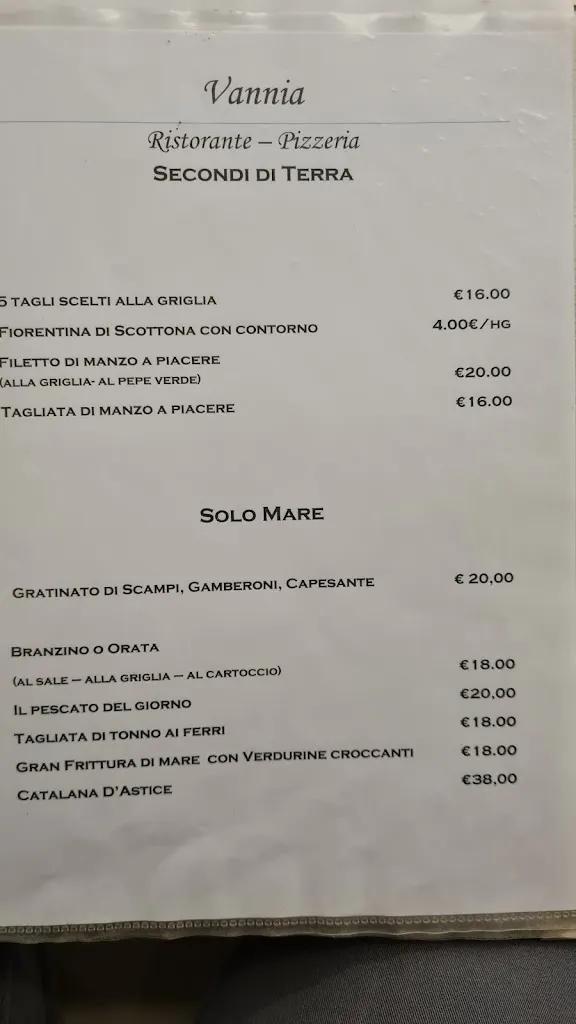 Vannia
Ristorante – Pizzeria
SECONDI DI TERRA
5 TAGLI SCELTI ALLA GRIGLIA €16.00
FIORENTINA DI SCOTTONA CON CONTORNO 4.00€/HG
FILETTO DI MANZO A PIACERE
(ALLA GRIGLIA- AL PEPE VERDE) €20.00
TAGLIATA DI MANZO A PIACERE €16.00
SOLO MARE
GRATINATO DI SCAMPI, GAMBERONI, CAPESANTE € 20,00
BRANZINO O ORATA
(AL SALE – ALLA GRIGLIA – AL CARTOCCIO) €18.00
IL PESCATO DEL GIORNO €20,00
TAGLIATA DI TONNO AI FERRI €18.00
GRAN FRITTURA DI MARE CON VERDURINE CROCCANTI €18.00
CATALANA D'ASTICE €38,00